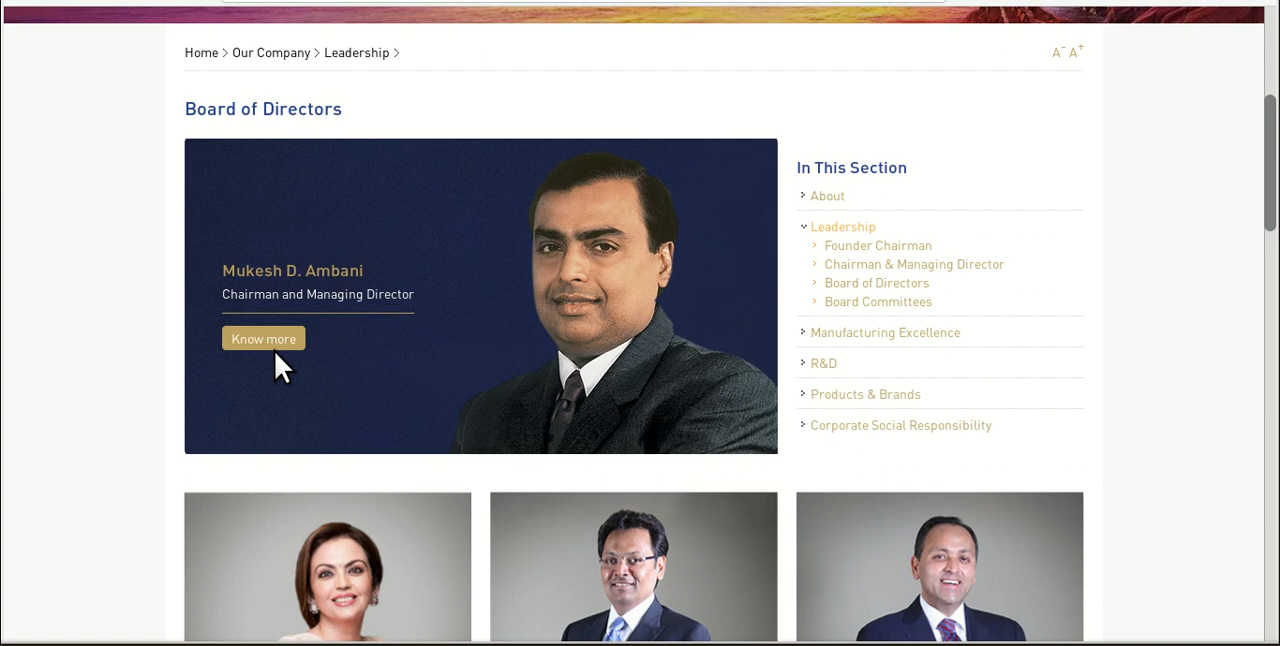 Home > Our Company > Leadership >
A- A+
Board of Directors
Mukesh D. Ambani
Chairman and Managing Director
Know more
In This Section
About
Leadership
Founder Chairman
Chairman & Managing Director
Board of Directors
Board Committees
Manufacturing Excellence
R&D
Products & Brands
Corporate Social Responsibility